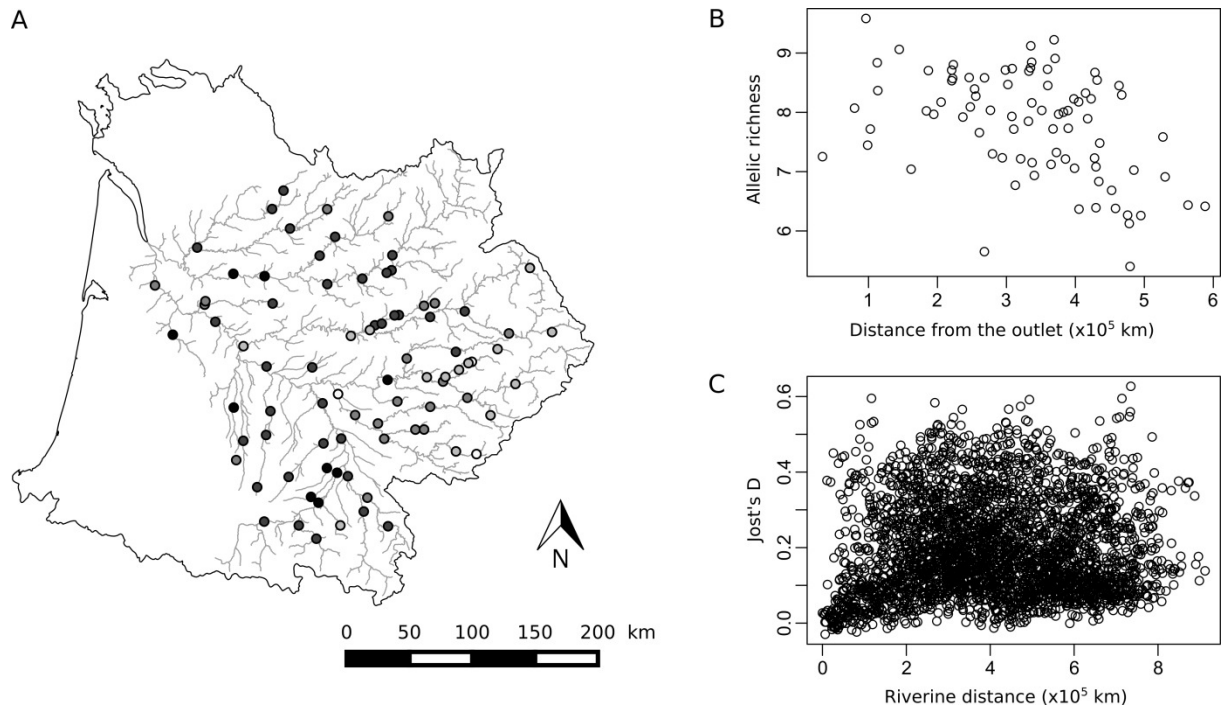 A
N
0 50 100 150 200 km
B
Allelic richness
9
8
7
6
1 2 3 4 5 6
Distance from the outlet (x10⁵ km)
C
Jost's D
0.6
0.4
0.2
0.0
0 2 4 6 8
Riverine distance (x10⁵ km)